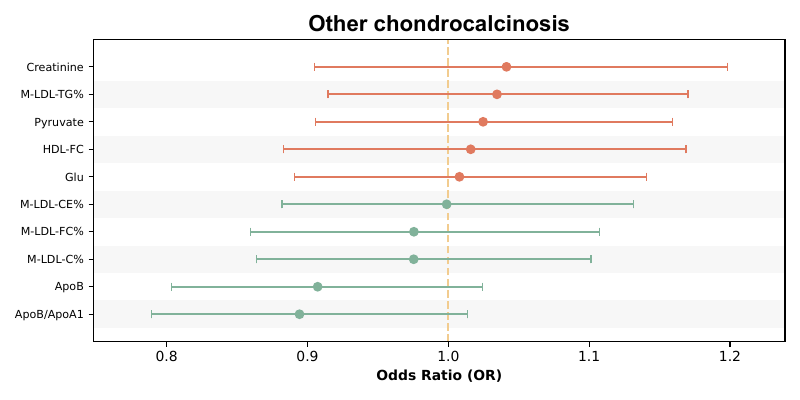 Other chondrocalcinosis
Creatinine
M-LDL-TG%
Pyruvate
HDL-FC
Glu
M-LDL-CE%
M-LDL-FC%
M-LDL-C%
ApoB
ApoB/ApoA1
0.8 0.9 1.0 1.1 1.2
Odds Ratio (OR)